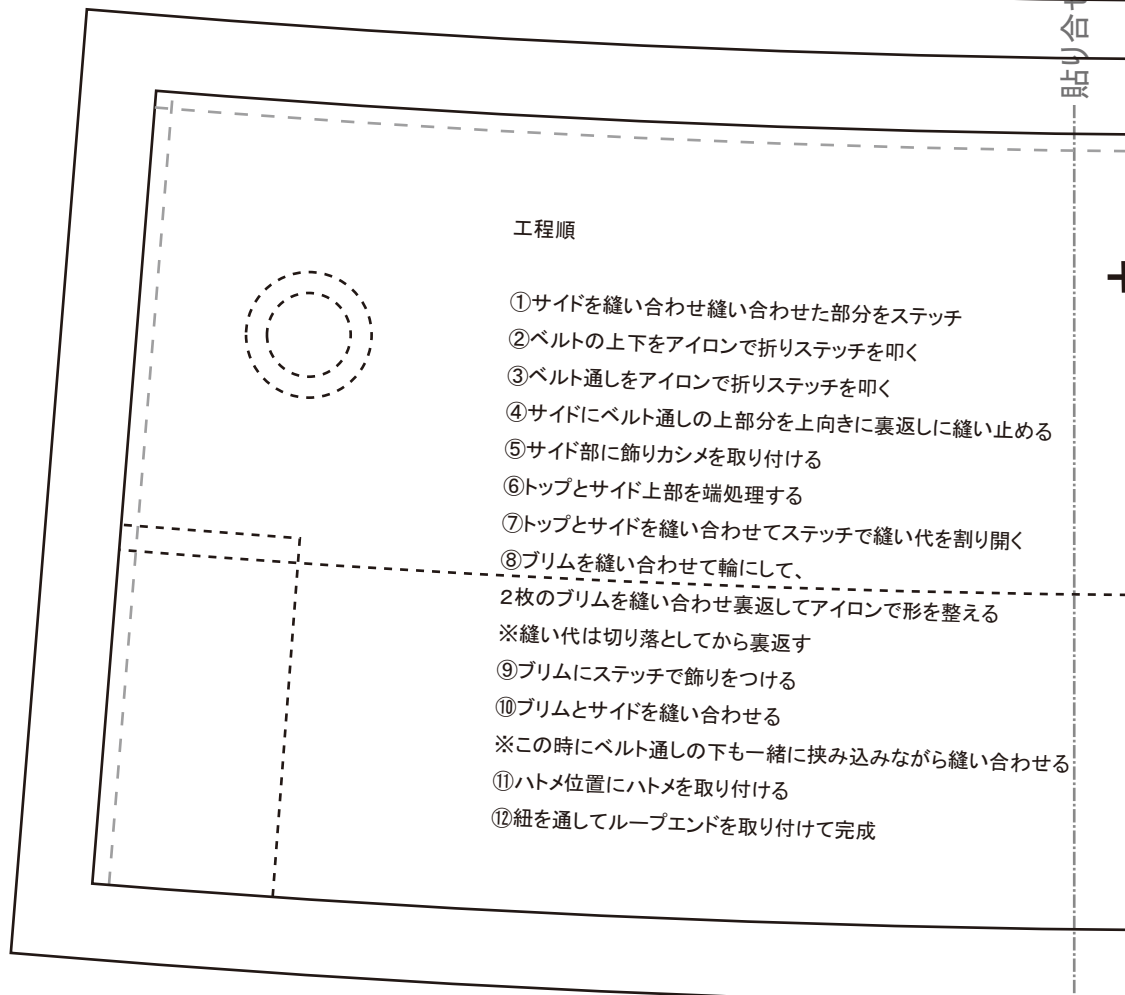 貼り合
工程順
①サイドを縫い合わせ縫い合わせた部分をステッチ
②ベルトの上下をアイロンで折りステッチを叩く
③ベルト通しをアイロンで折りステッチを叩く
④サイドにベルト通しの上部分を上向きに裏返しに縫い止める
⑤サイド部に飾りカシメを取り付ける
⑥トップとサイド上部を端処理する
⑦トップとサイドを縫い合わせてステッチで縫い代を割り開く
⑧ブリムを縫い合わせて輪にして、
2枚のブリムを縫い合わせ裏返してアイロンで形を整える
※縫い代は切り落としてから裏返す
⑨ブリムにステッチで飾りをつける
⑩ブリムとサイドを縫い合わせる
※この時にベルト通しの下も一緒に挟み込みながら縫い合わせる
⑪ハトメ位置にハトメを取り付ける
⑫紐を通してループエンドを取り付けて完成